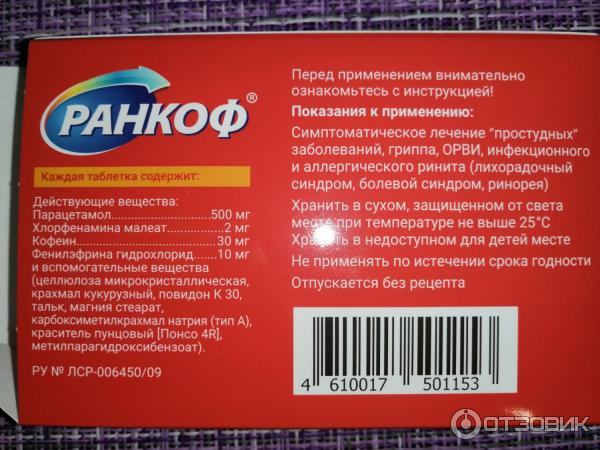 РАНКОФ®
Каждая таблетка содержит:
Действующие вещества:
Парацетамол........................500 мг
Хлорфенамина малеат..............2 мг
Кофеин..................................30 мг
Фенилэфрина гидрохлорид.......10 мг
и вспомогательные вещества
(целлюлоза микрокристаллическая,
крахмал кукурузный, повидон К 30,
тальк, магния стеарат,
карбоксиметилкрахмал натрия (тип А),
краситель пунцовый [Понсо 4R],
метилпарагидроксибензоат).
РУ № ЛСР-006450/09
Перед применением внимательно
ознакомьтесь с инструкцией!
Показания к применению:
Симптоматическое лечение “простудных”
заболеваний, гриппа, ОРВИ, инфекционного
и аллергического ринита (лихорадочный
синдром, болевой синдром, ринорея)
Хранить в сухом, защищенном от света
месте при температуре не выше 25°С
Хранить в недоступном для детей месте
Не применять по истечении срока годности
Отпускается без рецепта
4 610017 501153
ОТЗОВИК